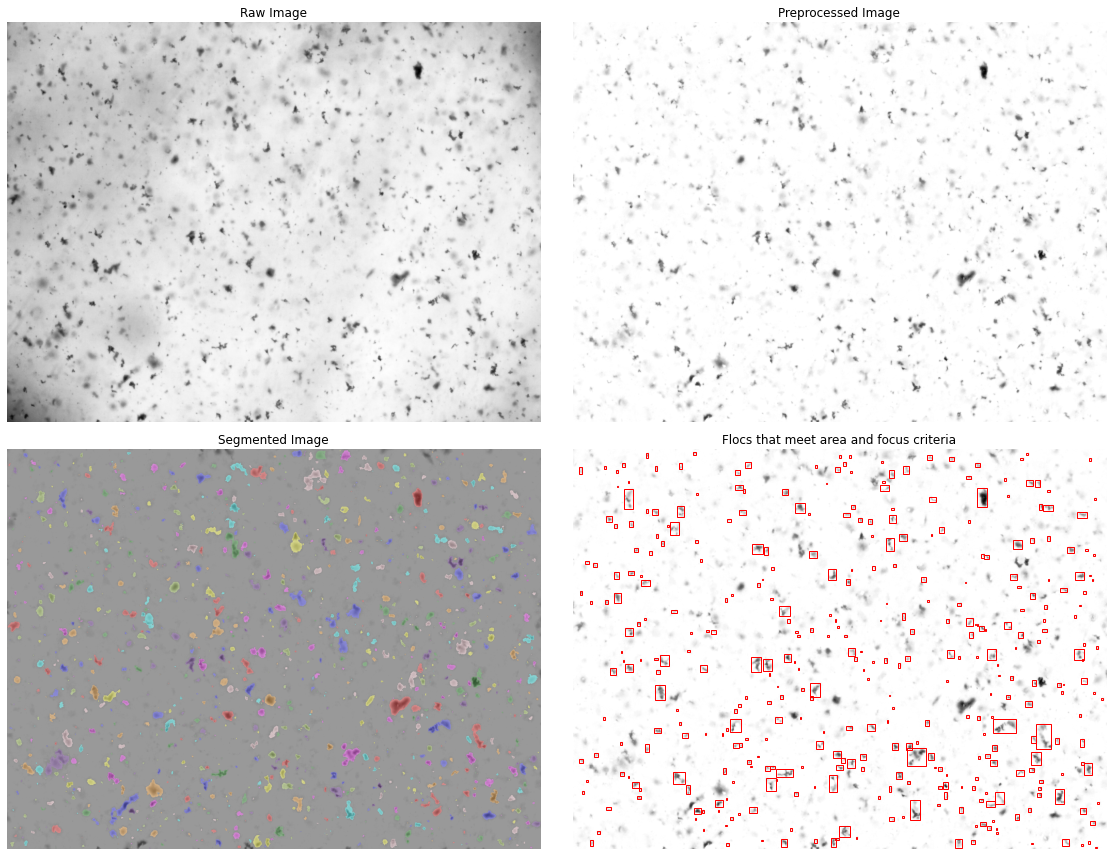 Raw Image
Preprocessed Image
Segmented Image
Flocs that meet area and focus criteria